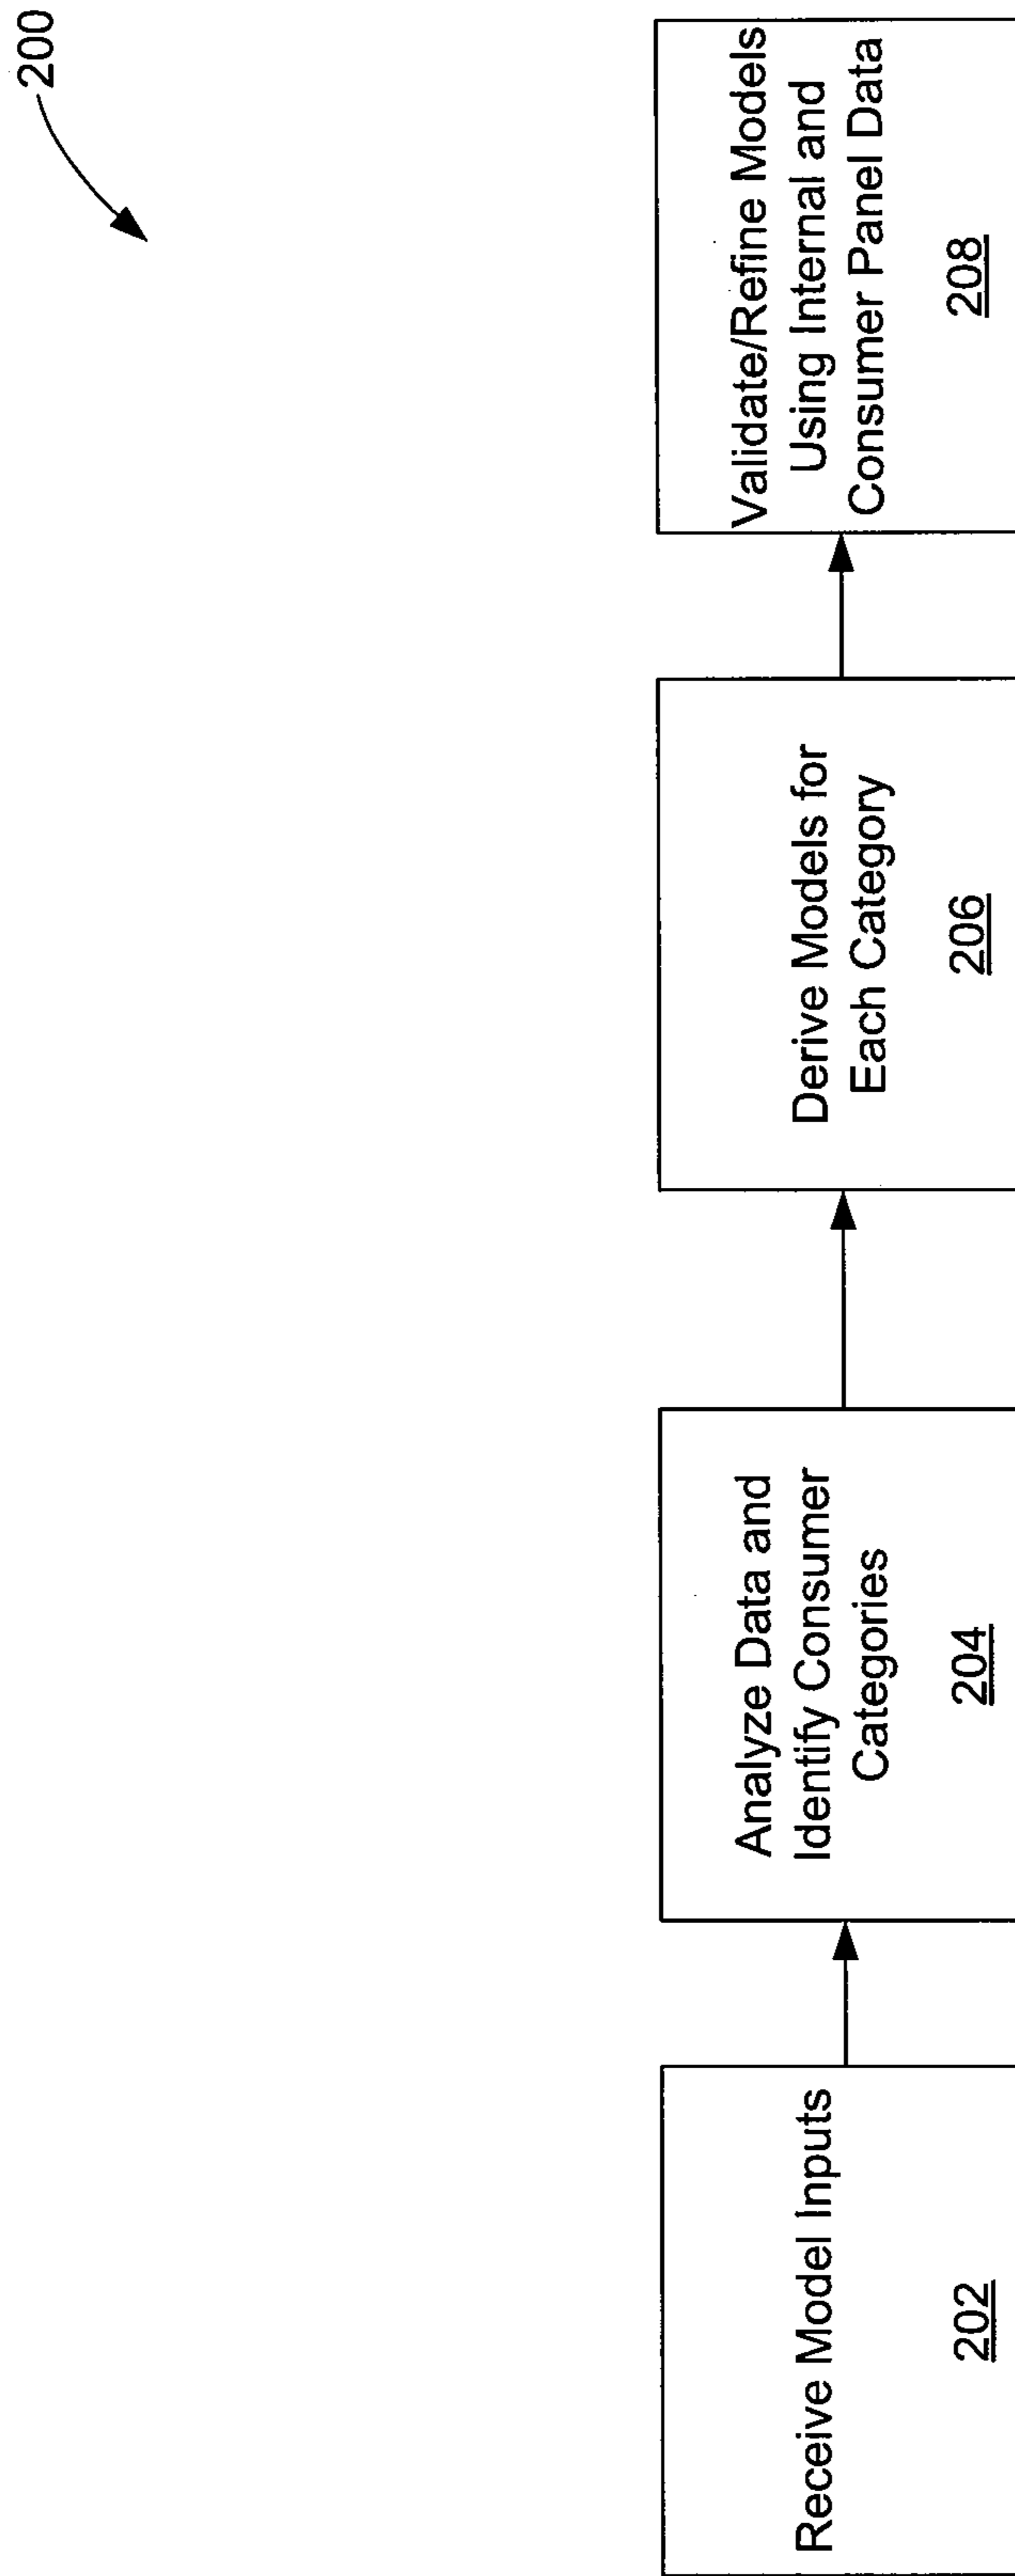 200
Receive Model Inputs
202
Analyze Data and
Identify Consumer
Categories
204
Derive Models for
Each Category
206
Validate/Refine Models
Using Internal and
Consumer Panel Data
208